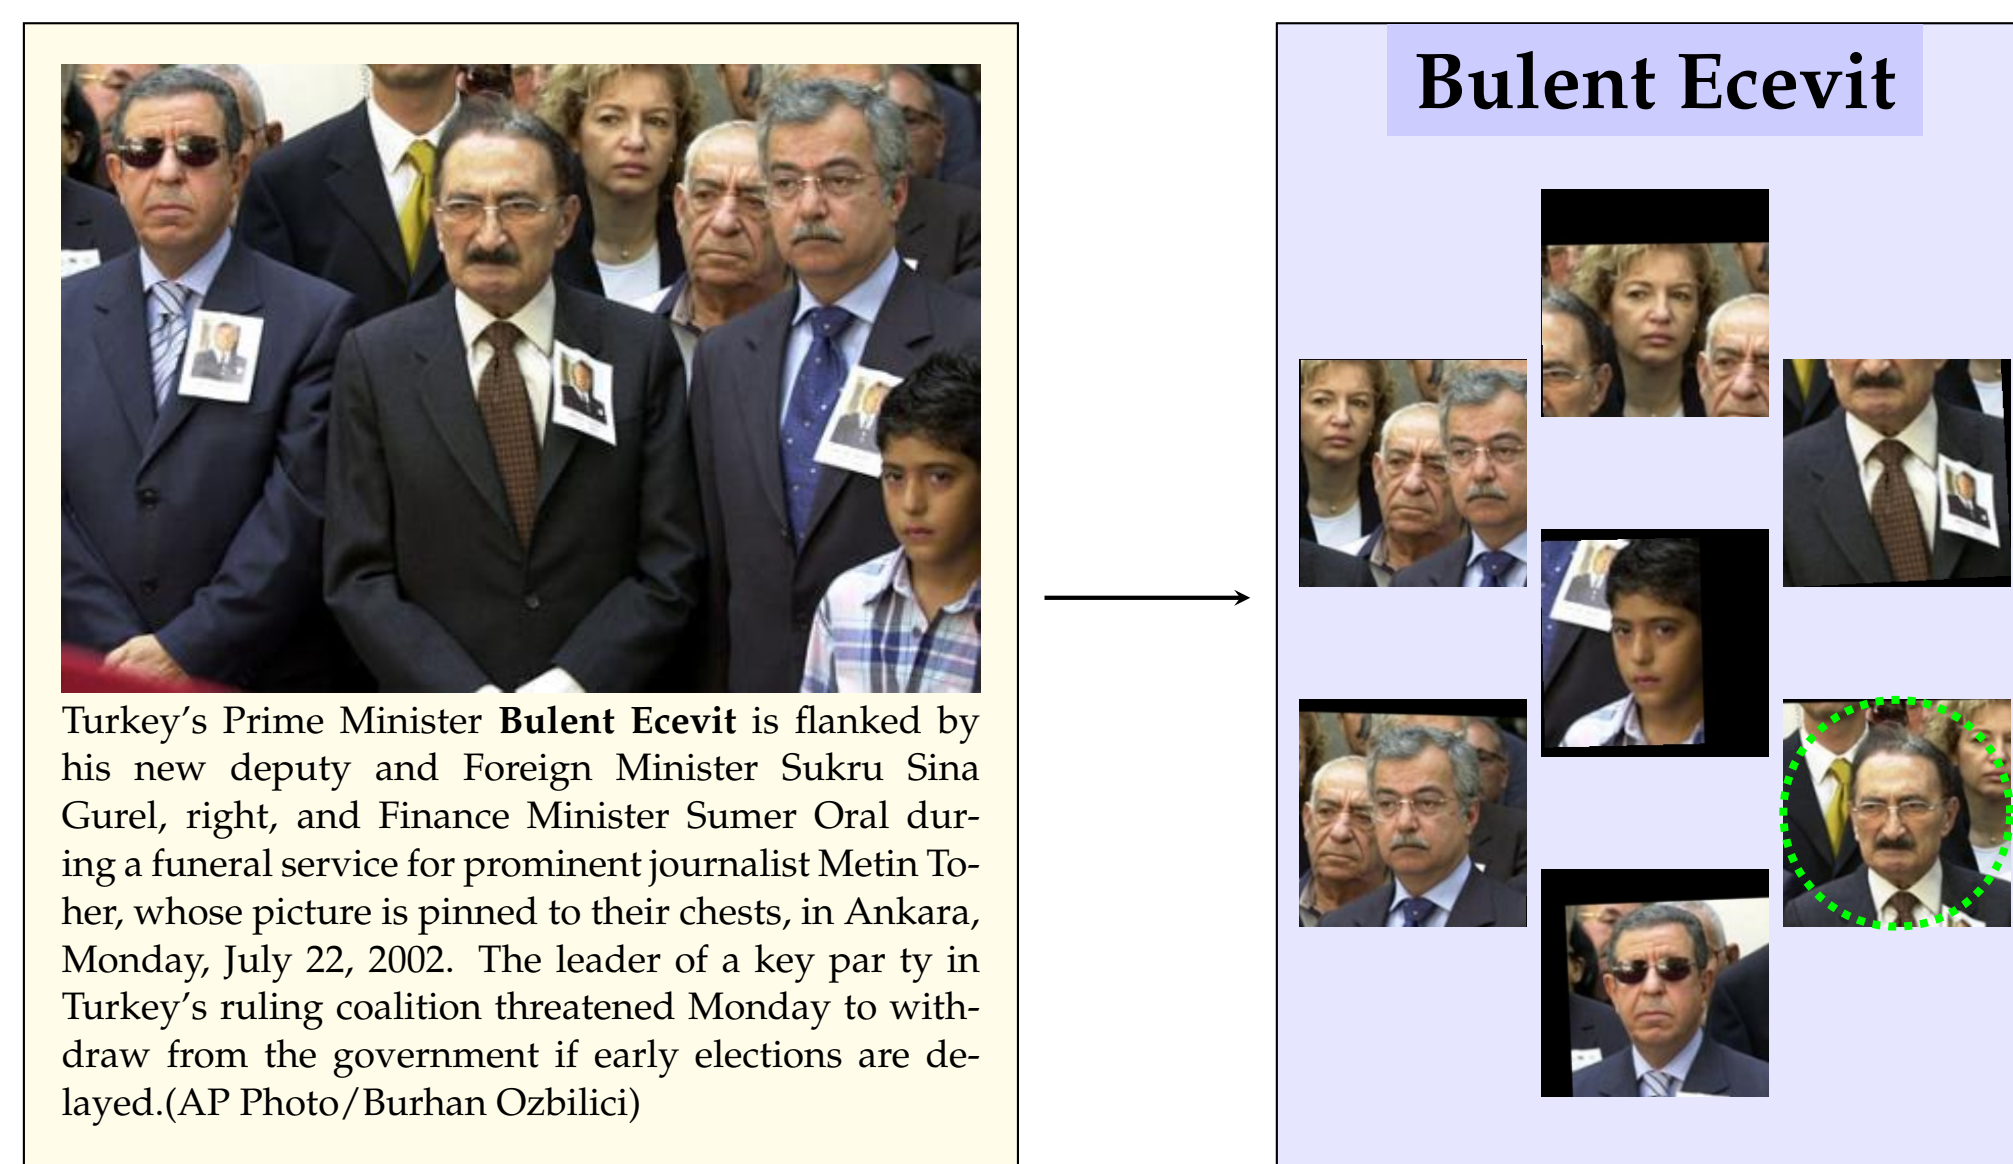 Turkey's Prime Minister Bulent Ecevit is flanked by
his new deputy and Foreign Minister Sukru Sina
Gurel, right, and Finance Minister Sumer Oral dur-
ing a funeral service for prominent journalist Metin To-
her, whose picture is pinned to their chests, in Ankara,
Monday, July 22, 2002. The leader of a key par ty in
Turkey's ruling coalition threatened Monday to with-
draw from the government if early elections are de-
layed.(AP Photo/Burhan Ozbilici)
Bulent Ecevit